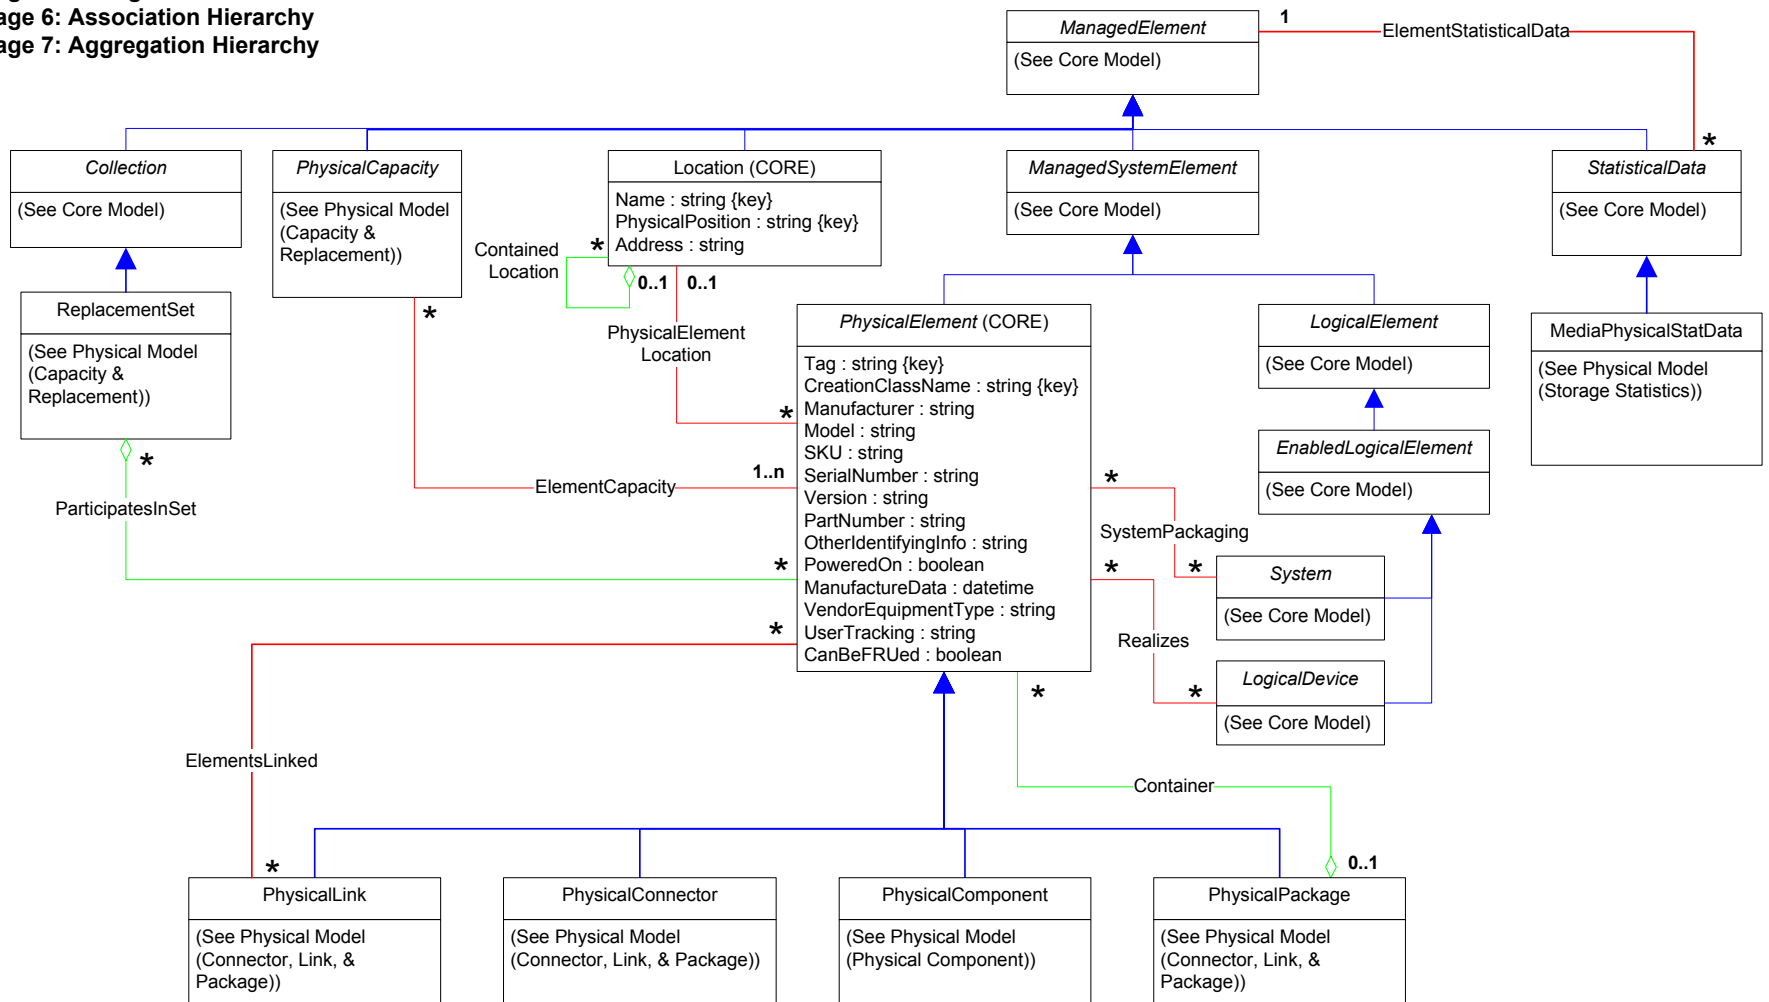 age 6: Association Hierarchy
age 7: Aggregation Hierarchy
ManagedElement
(See Core Model)
1
ElementStatisticalData
*
Collection
(See Core Model)
PhysicalCapacity
(See Physical Model
(Capacity &
Replacement))
Location (CORE)
Name : string {key}
PhysicalPosition : string {key}
Address : string
ManagedSystemElement
(See Core Model)
StatisticalData
(See Core Model)
Contained
Location
*
0..1
0..1
*
PhysicalElement
Location
*
ReplacementSet
(See Physical Model
(Capacity &
Replacement))
*
ParticipatesInSet
*
ElementCapacity
1..n
PhysicalElement (CORE)
Tag : string {key}
CreationClassName : string {key}
Manufacturer : string
Model : string
SKU : string
SerialNumber : string
Version : string
PartNumber : string
OtherIdentifyingInfo : string
PoweredOn : boolean
ManufactureData : datetime
VendorEquipmentType : string
UserTracking : string
CanBeFRUed : boolean
LogicalElement
(See Core Model)
MediaPhysicalStatData
(See Physical Model
(Storage Statistics))
EnabledLogicalElement
(See Core Model)
*
SystemPackaging
*
System
(See Core Model)
*
Realizes
*
LogicalDevice
(See Core Model)
*
ElementsLinked
*
*
Container
0..1
PhysicalLink
(See Physical Model
(Connector, Link, &
Package))
PhysicalConnector
(See Physical Model
(Connector, Link, & Package))
PhysicalComponent
(See Physical Model
(Physical Component))
PhysicalPackage
(See Physical Model
(Connector, Link, &
Package))